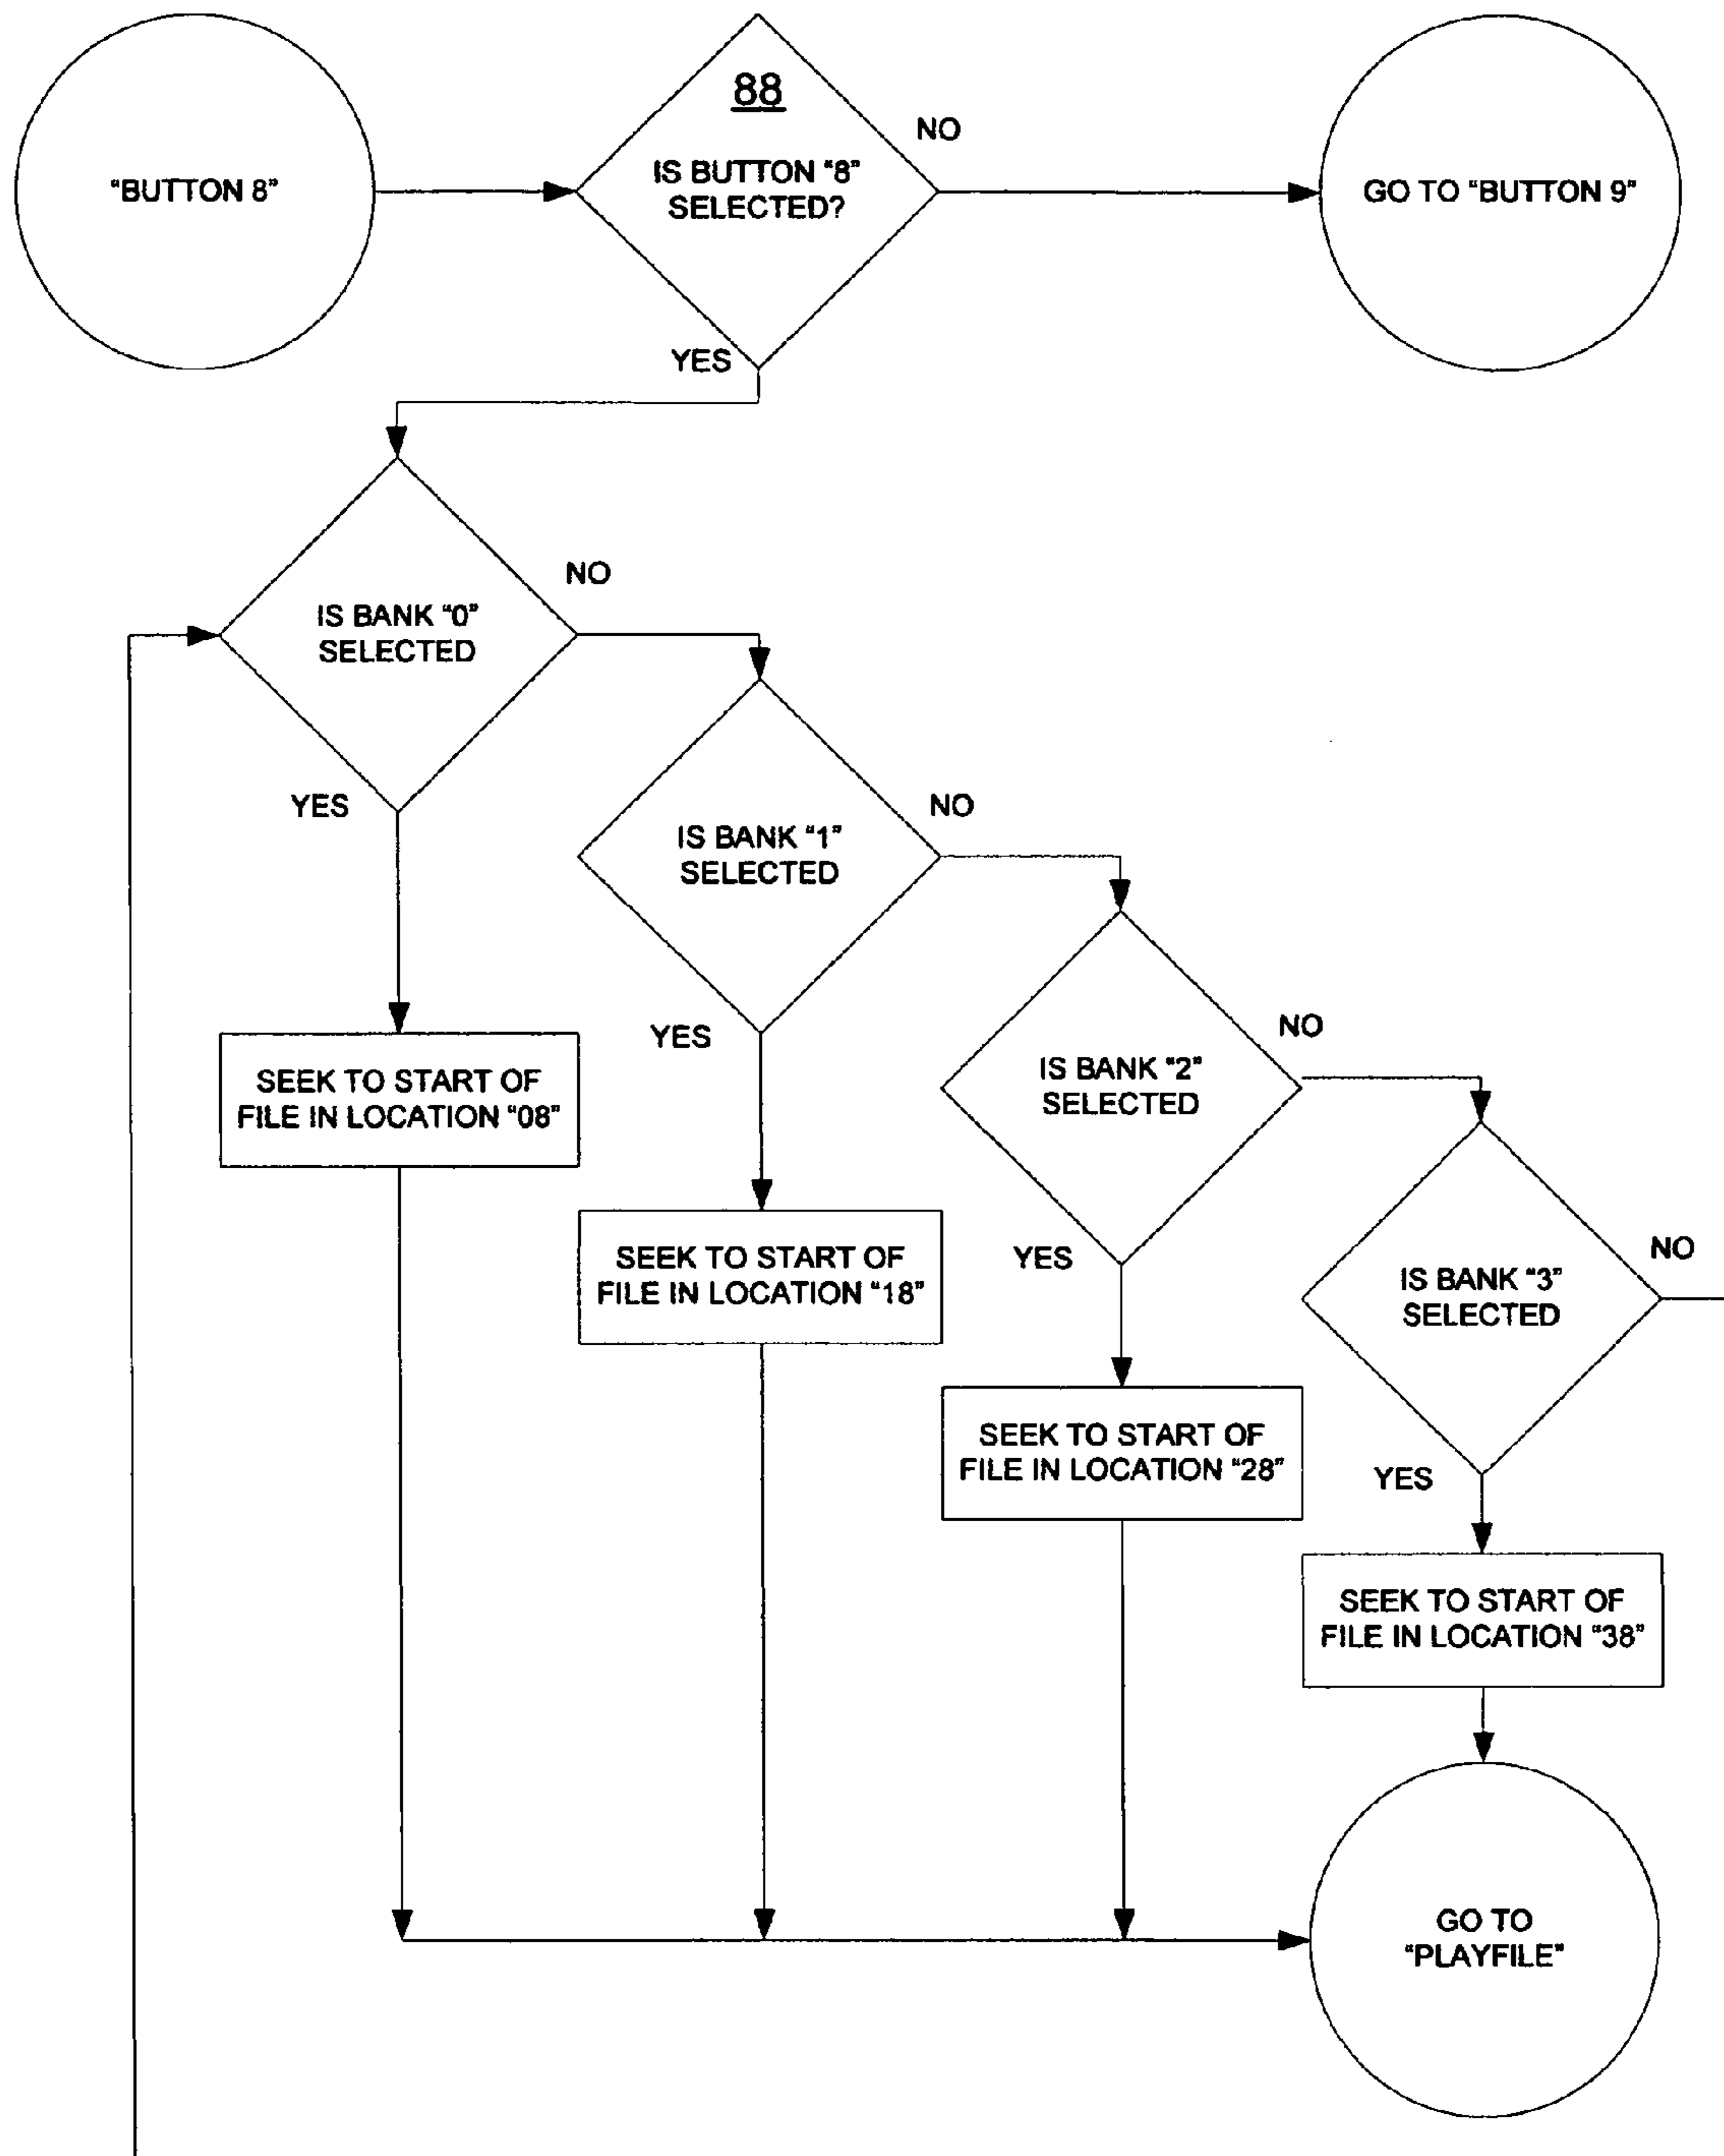 "BUTTON 8"
88
IS BUTTON "8"
SELECTED?
NO
GO TO "BUTTON 9"
YES
IS BANK "0"
SELECTED
NO
YES
IS BANK "1"
SELECTED
NO
YES
SEEK TO START OF
FILE IN LOCATION "08"
IS BANK "2"
SELECTED
NO
YES
SEEK TO START OF
FILE IN LOCATION "18"
IS BANK "3"
SELECTED
NO
YES
SEEK TO START OF
FILE IN LOCATION "28"
SEEK TO START OF
FILE IN LOCATION "38"
GO TO
"PLAYFILE"